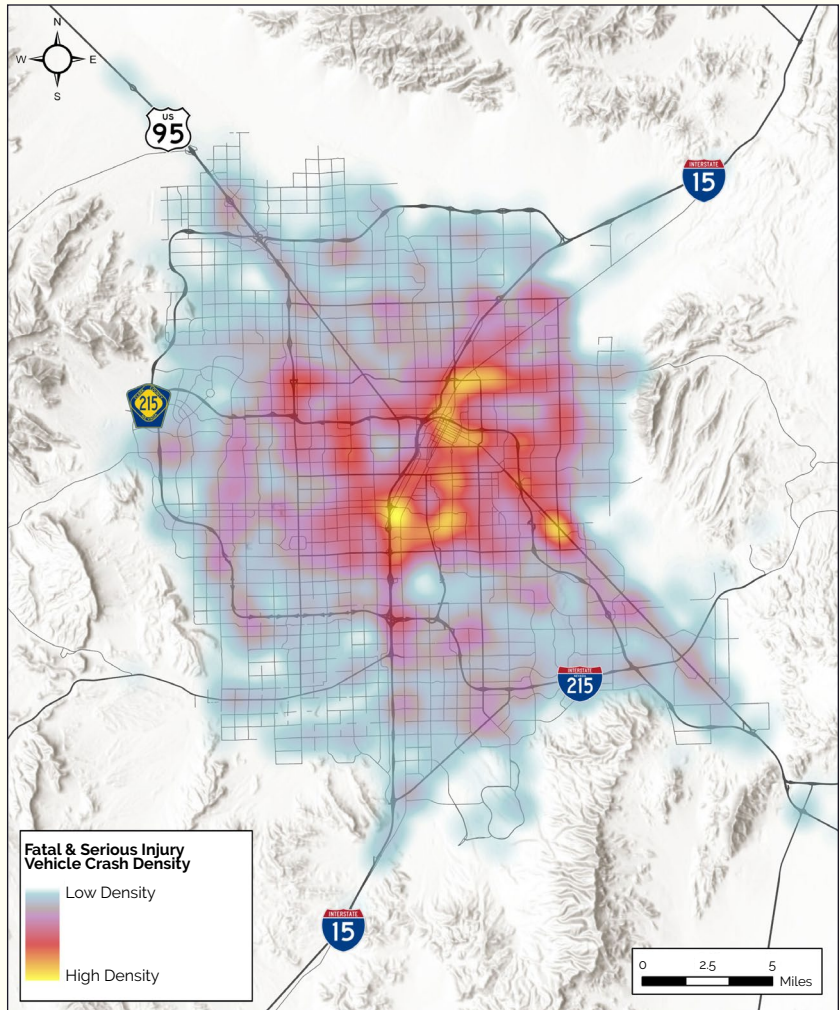 N
W E
S
US
95
INTERSTATE
15
215
INTERSTATE
215
Fatal & Serious Injury
Vehicle Crash Density
Low Density
High Density
INTERSTATE
15
0 2.5 5
Miles